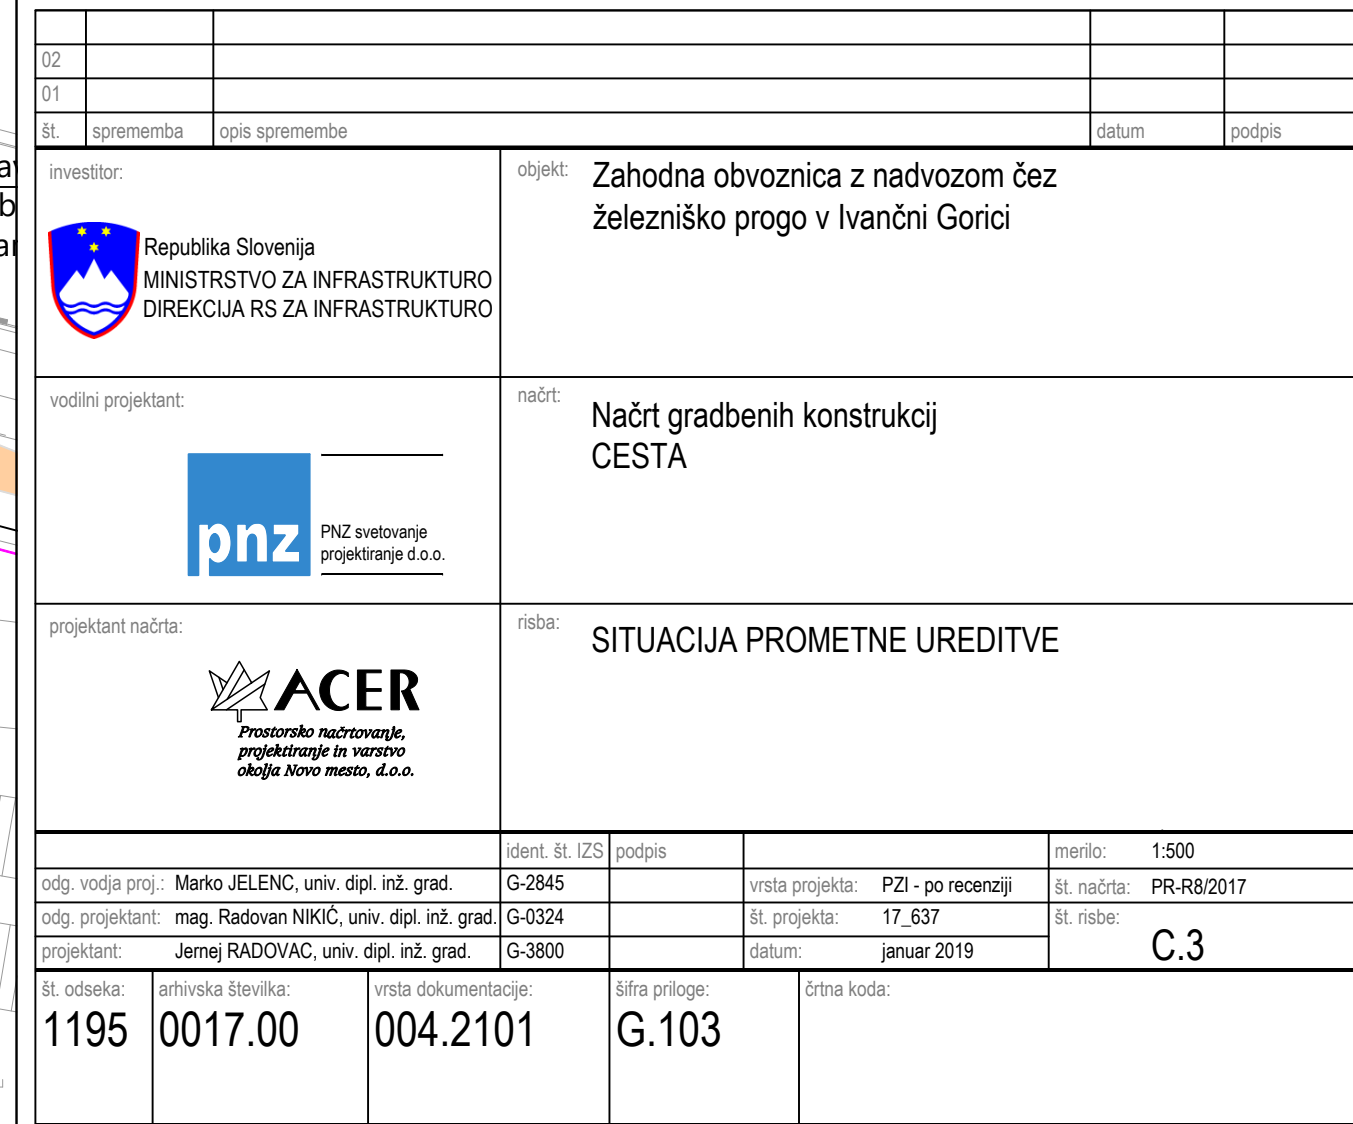 02
01
št. sprememba opis spremembe datum podpis
investitor:
Republika Slovenija
MINISTRSTVO ZA INFRASTRUKTURO
DIREKCIJA RS ZA INFRASTRUKTURO
objekt: Zahodna obvoznica z nadvozom čez
železniško progo v Ivančni Gorici
vodilni projektant:
pnz
PNZ svetovanje
projektiranje d.o.o.
načrt:
Načrt gradbenih konstrukcij
CESTA
projektant načrta:
ACER
Prostorsko načrtovanje,
projektiranje in varstvo
okolja Novo mesto, d.o.o.
risba:
SITUACIJA PROMETNE UREDITVE
ident. št. IZS podpis merilo: 1:500
odg. vodja proj.: Marko JELENC, univ. dipl. inž. grad. G-2845 vrsta projekta: PZI - po recenziji št. načrta: PR-R8/2017
odg. projektant: mag. Radovan NIKIĆ, univ. dipl. inž. grad. G-0324 št. projekta: 17_637 št. risbe:
projektant: Jernej RADOVAC, univ. dipl. inž. grad. G-3800 datum: januar 2019 C.3
št. odseka: arhivska številka: vrsta dokumentacije: šifra priloge: črtna koda:
1195 0017.00 004.2101 G.103